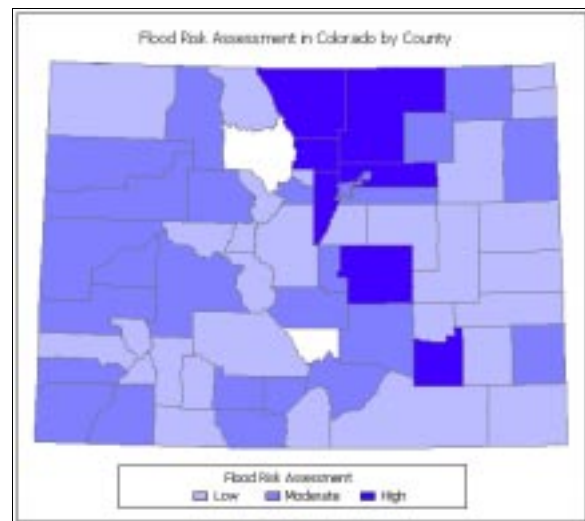 Flood Risk Assessment in Colorado by County
Flood Risk Assessment
Low Moderate High